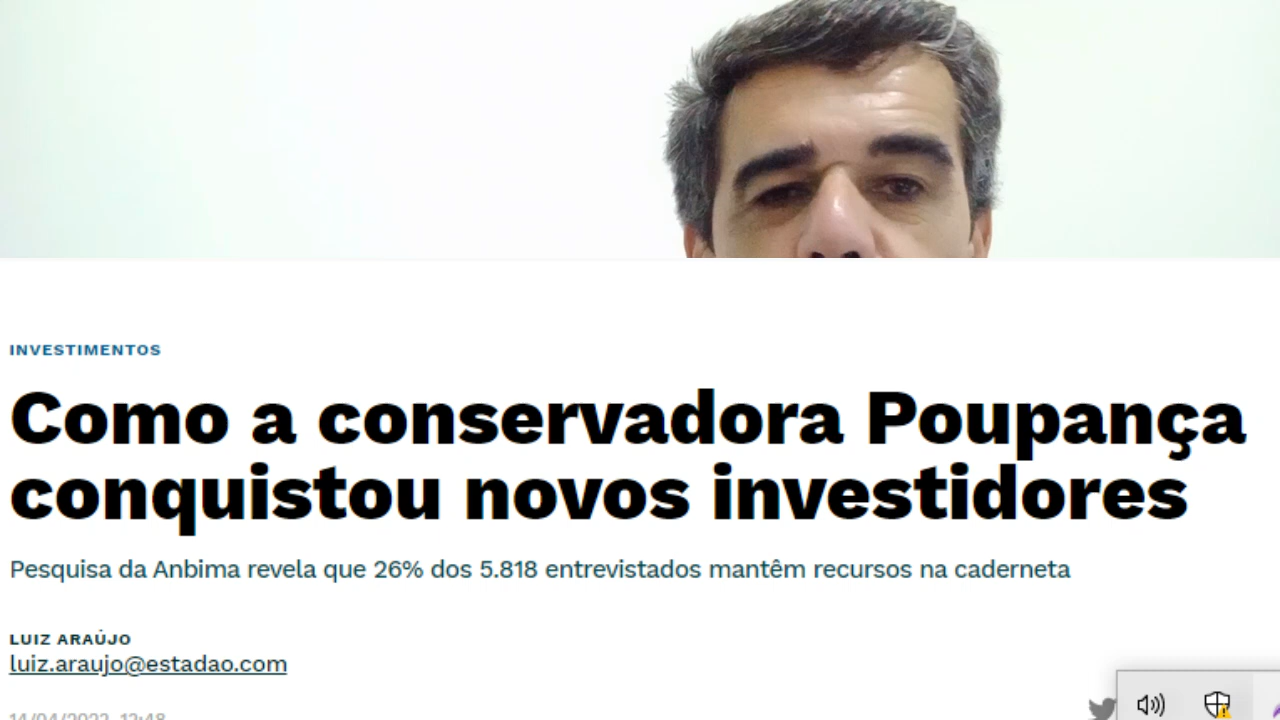 INVESTIMENTOS
Como a conservadora Poupança
conquistou novos investidores
Pesquisa da Anbima revela que 26% dos 5.818 entrevistados mantêm recursos na caderneta
LUIZ ARAÚJO
luiz.araujo@estadao.com